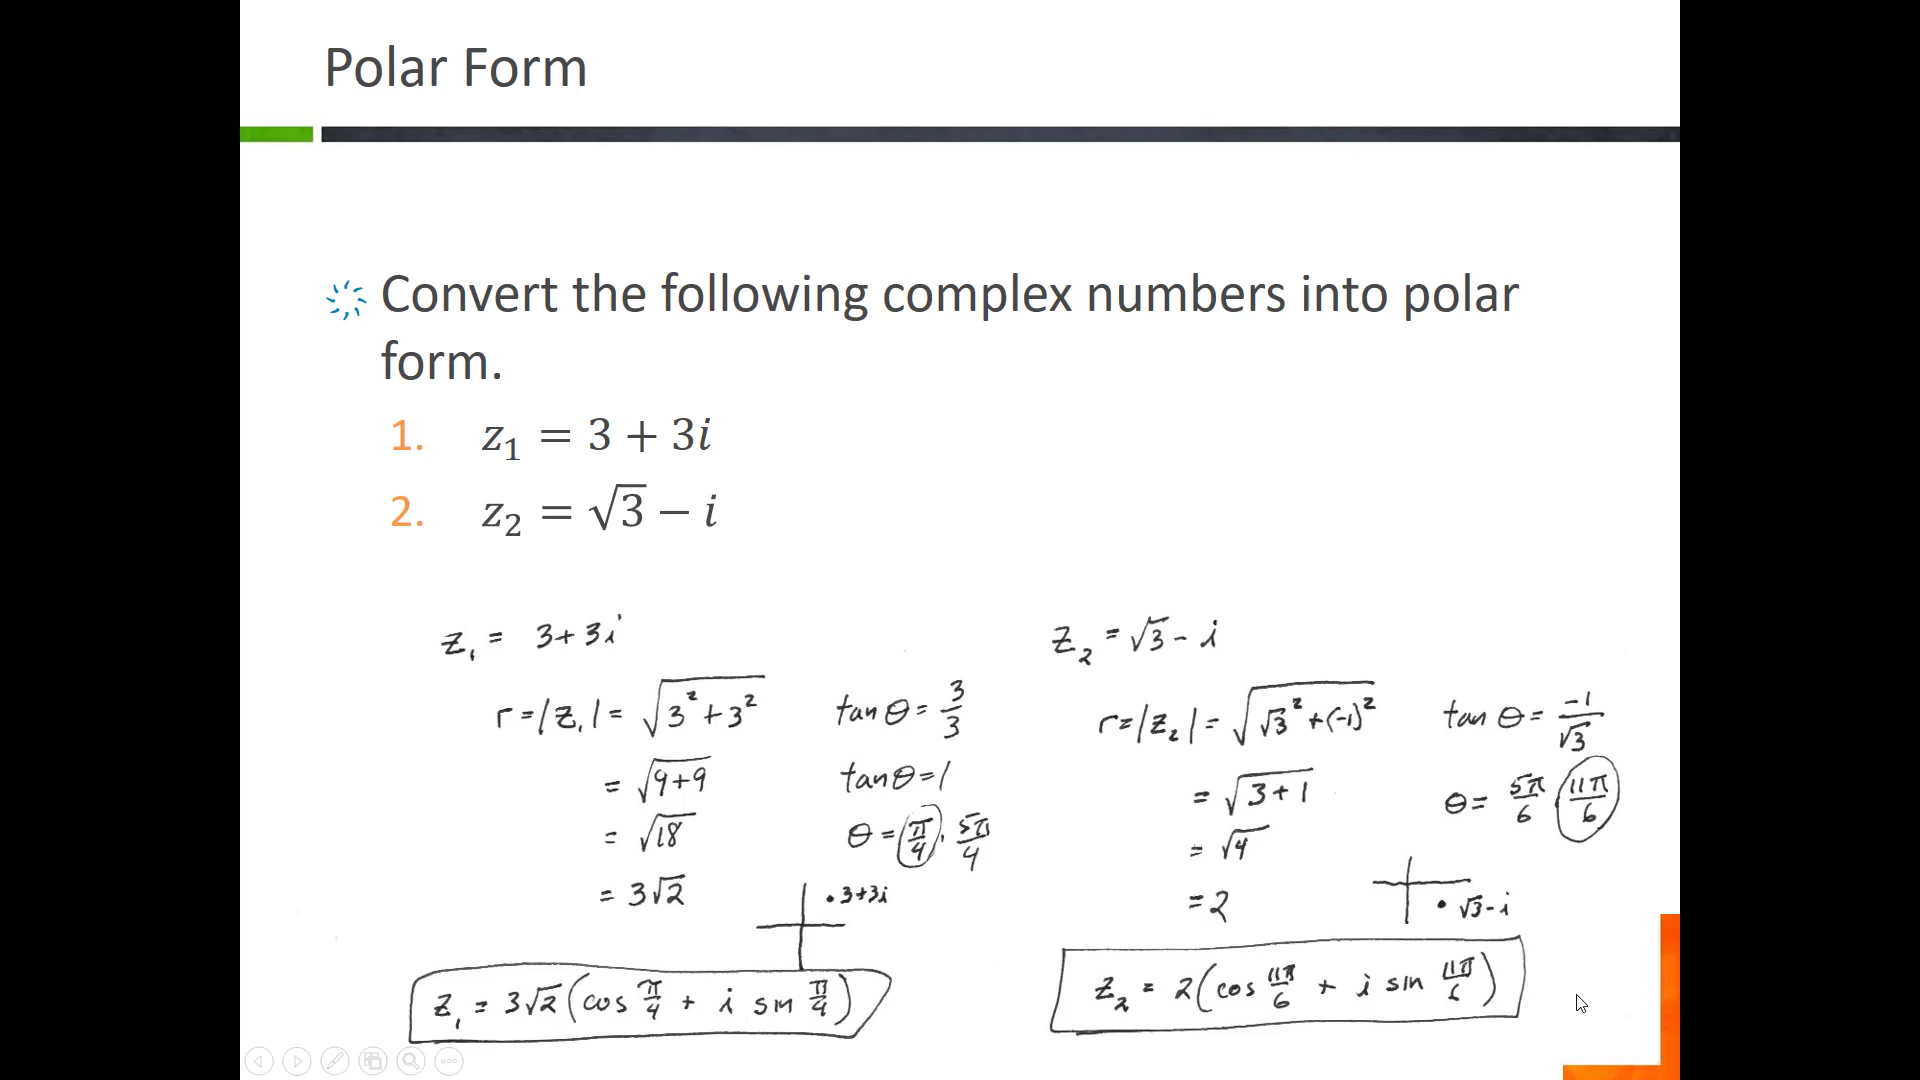 Polar Form
Convert the following complex numbers into polar
form.
1. z₁ = 3 + 3i
2. z₂ = √3 − i
z₁ = 3+3i
r=|z₁|= √(3²+3²)
= √(9+9)
= √18
= 3√2
tanθ= 3/3
tanθ=1
θ= π/4, 5π/4
3+3i
z₁ = 3√2(cos π/4 + i sin π/4)
z₂ = √3 - i
r=|z₂|= √(√3²+(-1)²)
= √(3+1)
= √4
=2
tan θ= -1/√3
θ= 5π/6, 11π/6
√3-i
z₂ = 2(cos 11π/6 + i sin 11π/6)